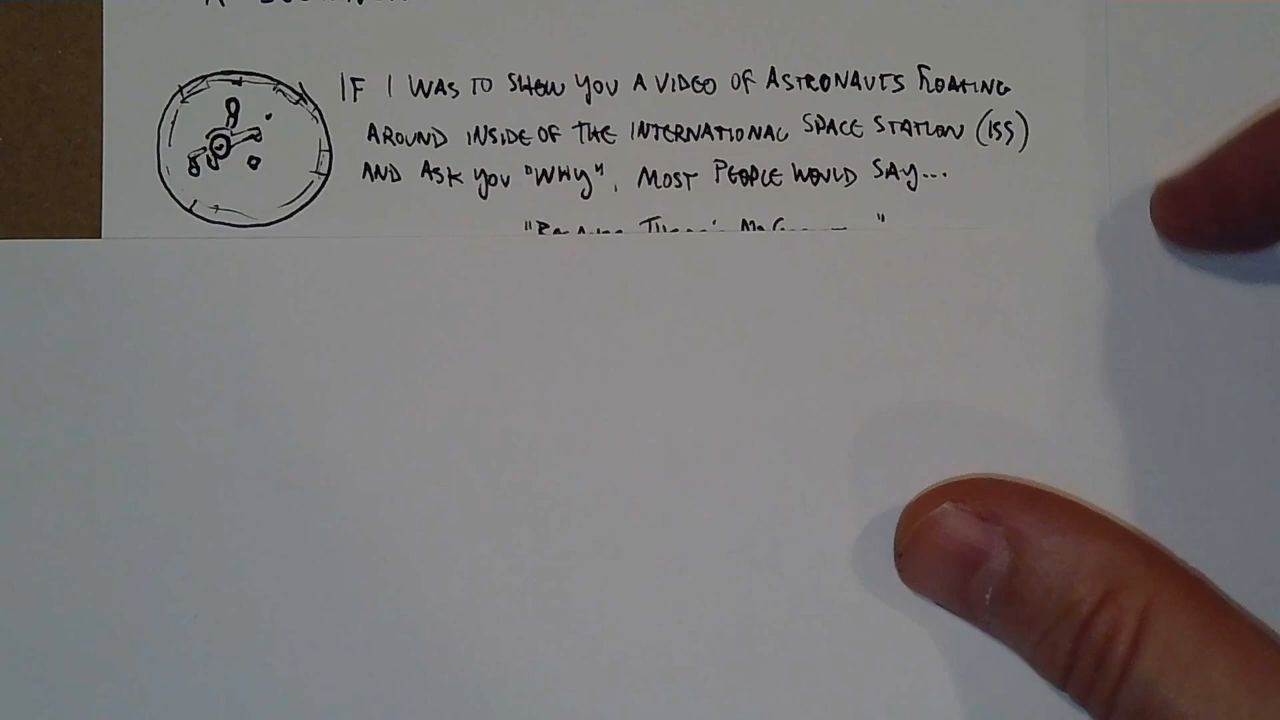 IF I WAS TO SHOW YOU A VIDEO OF ASTRONAUTS FLOATING
AROUND INSIDE OF THE INTERNATIONAL SPACE STATION (ISS)
AND ASK YOU "WHY", MOST PEOPLE WOULD SAY...